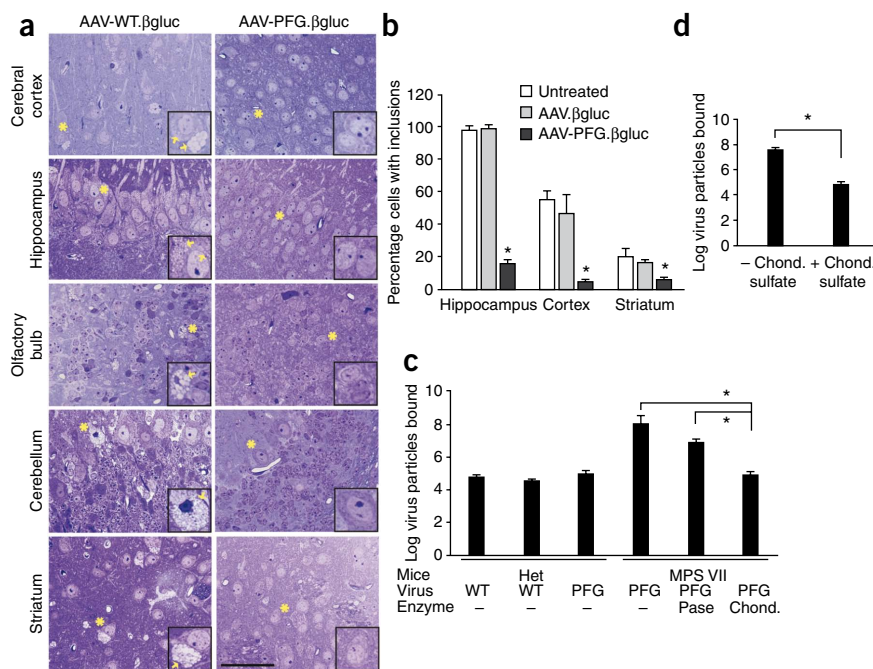 a
AAV-WT.βgluc
AAV-PFG.βgluc
Cerebral
cortex
Hippocampus
Olfactory
bulb
Cerebellum
Striatum
b
Percentage cells with inclusions
120
100
80
60
40
20
0
Untreated
AAV.βgluc
AAV-PFG.βgluc
*
*
*
Hippocampus Cortex Striatum
d
Log virus particles bound
10
8
6
4
2
0
*
– Chond. + Chond.
sulfate sulfate
c
Log virus particles bound
10
8
6
4
2
0
*
*
Mice Het MPS VII
Virus WT WT PFG PFG PFG PFG
Enzyme – – – – Pase Chond.